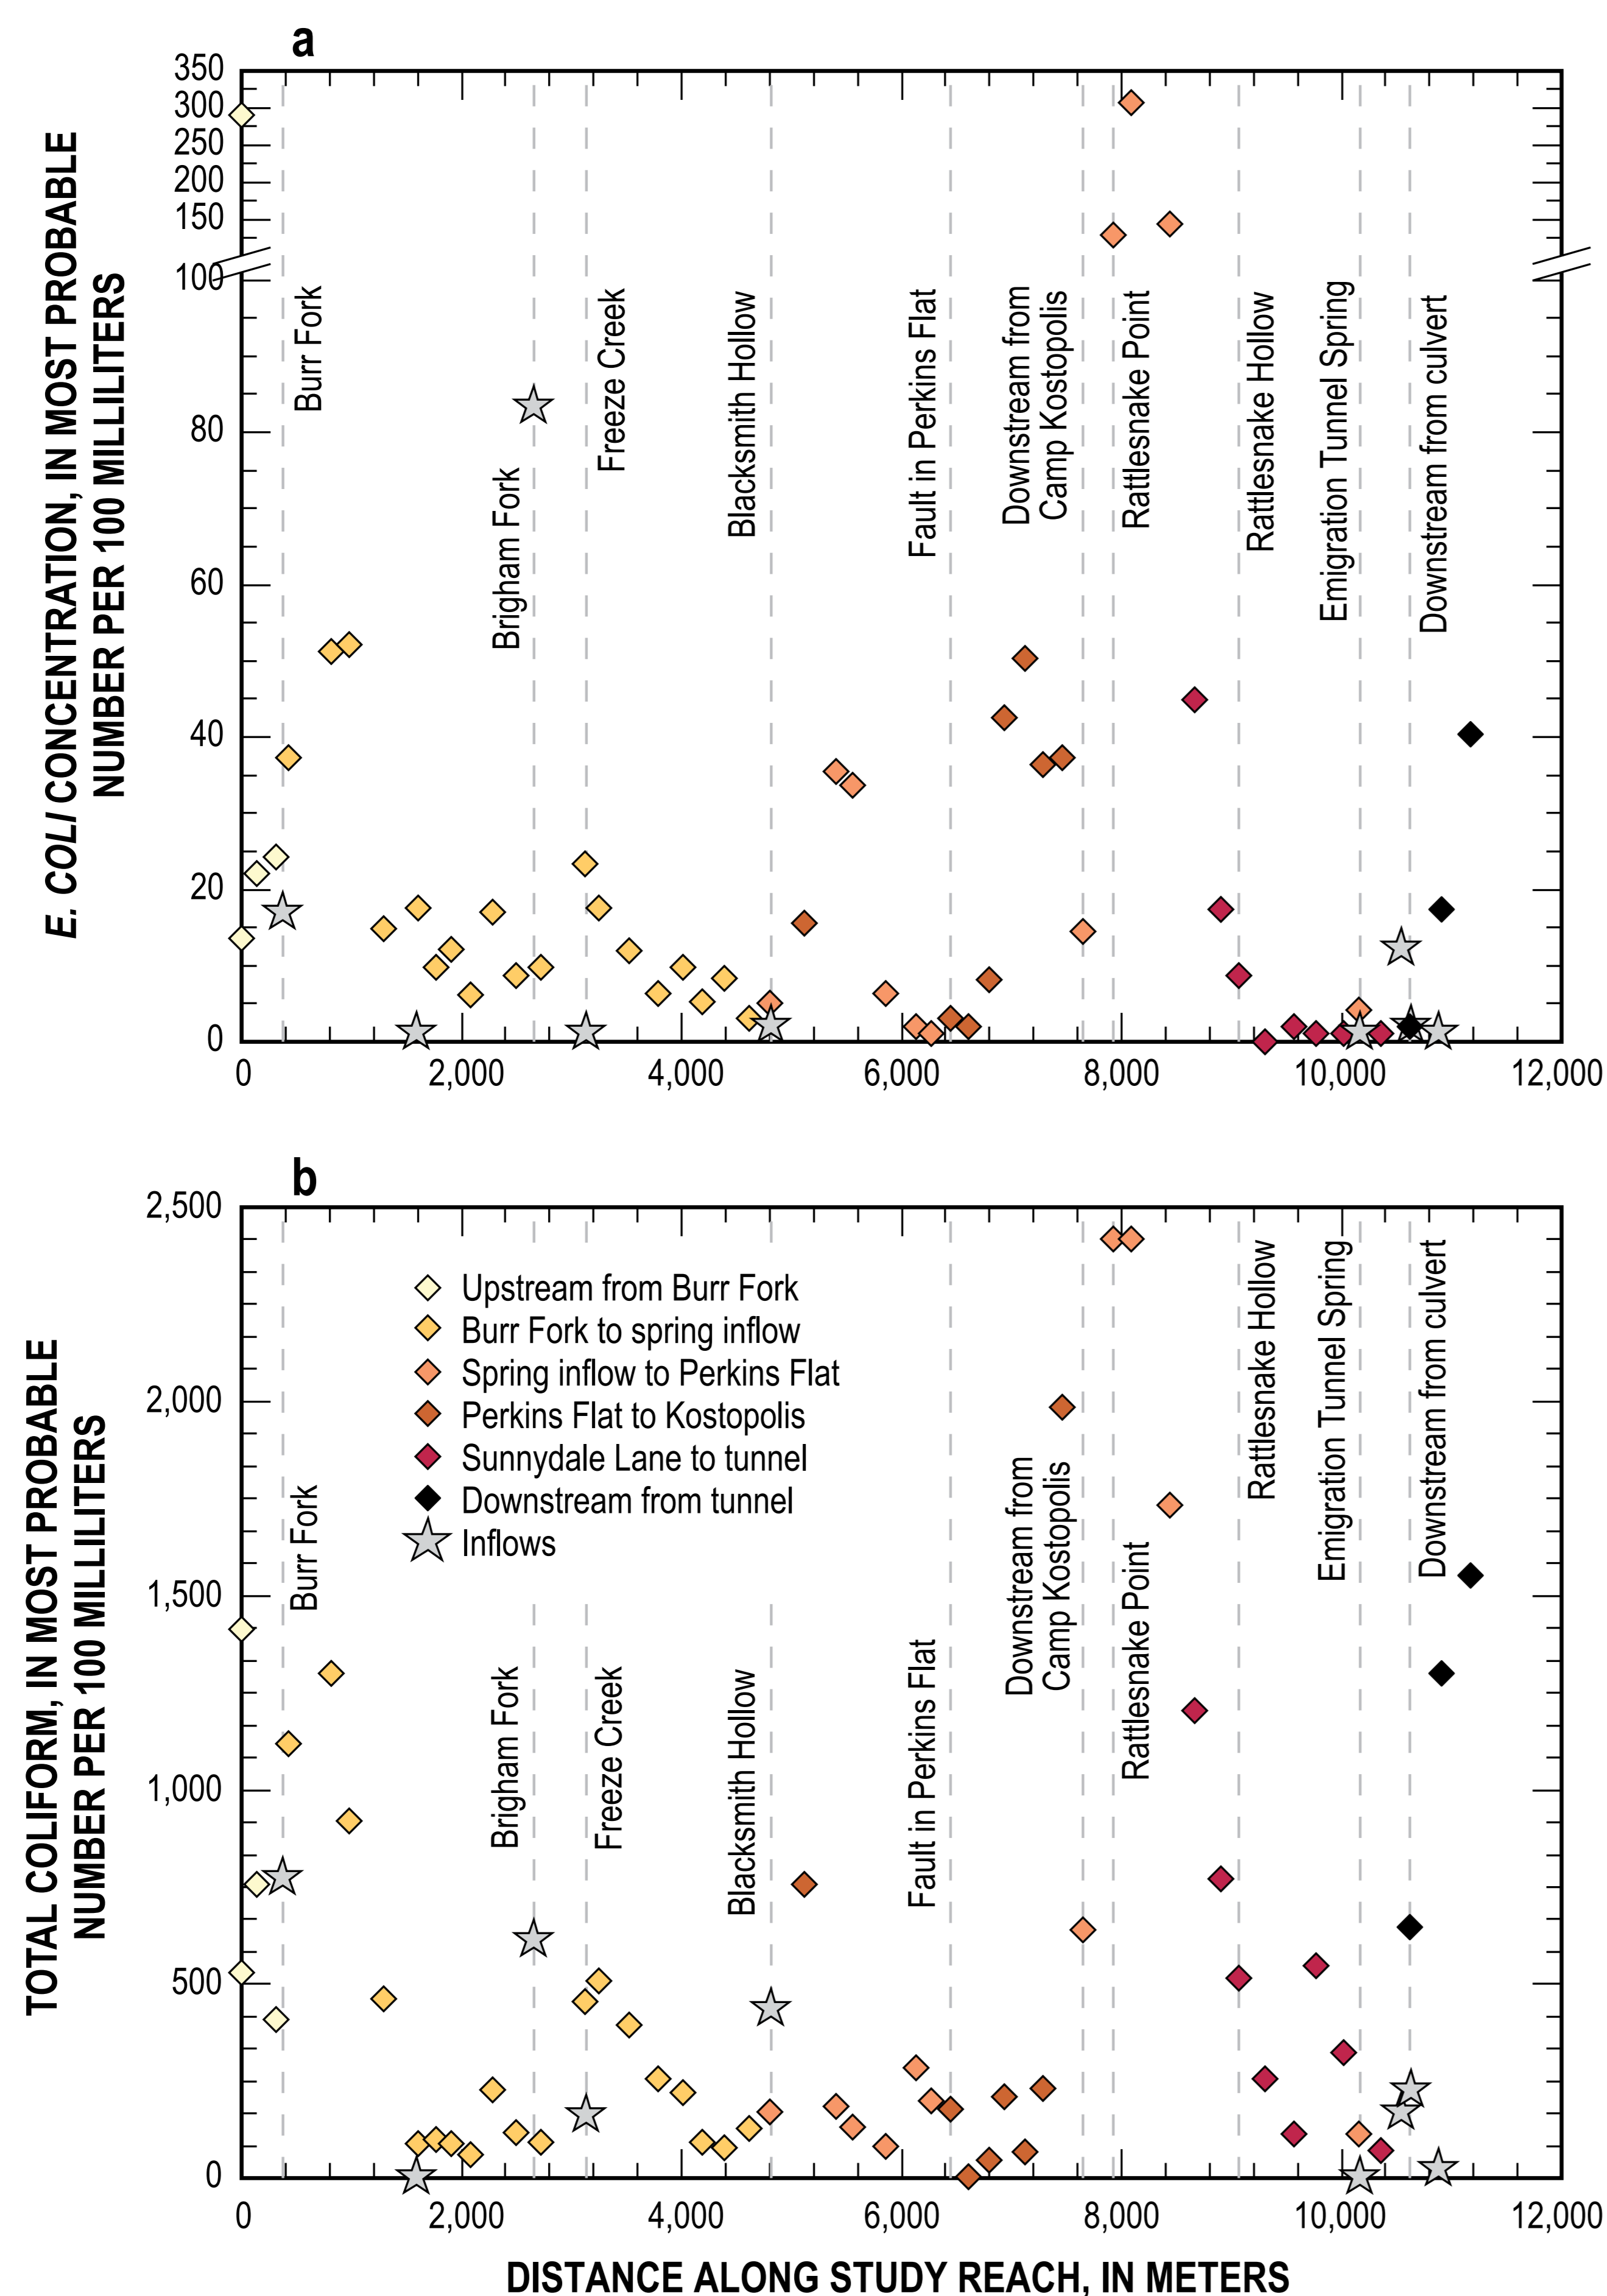 a
350
300
250
200
150
100
80
60
40
20
0
E. COLI CONCENTRATION, IN MOST PROBABLE
NUMBER PER 100 MILLILITERS
Burr Fork
Brigham Fork
Freeze Creek
Blacksmith Hollow
Fault in Perkins Flat
Downstream from
Camp Kostopolis
Rattlesnake Point
Rattlesnake Hollow
Emigration Tunnel Spring
Downstream from culvert
0 2,000 4,000 6,000 8,000 10,000 12,000
b
2,500
2,000
1,500
1,000
500
0
TOTAL COLIFORM, IN MOST PROBABLE
NUMBER PER 100 MILLILITERS
Upstream from Burr Fork
Burr Fork to spring inflow
Spring inflow to Perkins Flat
Perkins Flat to Kostopolis
Sunnydale Lane to tunnel
Downstream from tunnel
Inflows
Burr Fork
Brigham Fork
Freeze Creek
Blacksmith Hollow
Fault in Perkins Flat
Downstream from
Camp Kostopolis
Rattlesnake Point
Rattlesnake Hollow
Emigration Tunnel Spring
Downstream from culvert
0 2,000 4,000 6,000 8,000 10,000 12,000
DISTANCE ALONG STUDY REACH, IN METERS